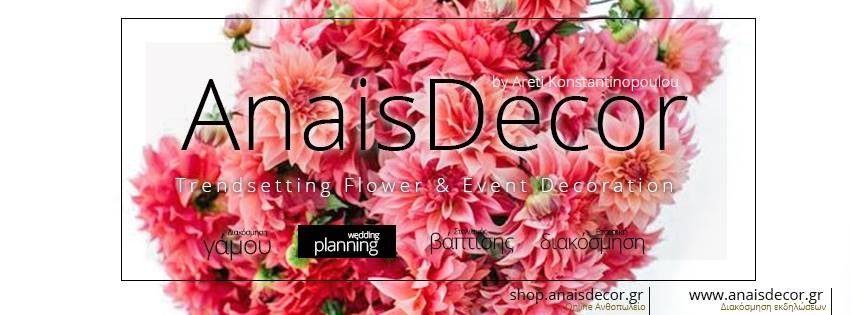 by Areti Konstantinopoulou
AnaisDecor
Trendsetting Flower & Event Decoration
Διακόσμηση
γάμου
wedding
planning
Στολισμός
βάπτισης
διακόσμηση
shop.anaisdecor.gr
Online Ανθοπωλείο
www.anaisdecor.gr
Διακόσμηση εκδηλώσεων